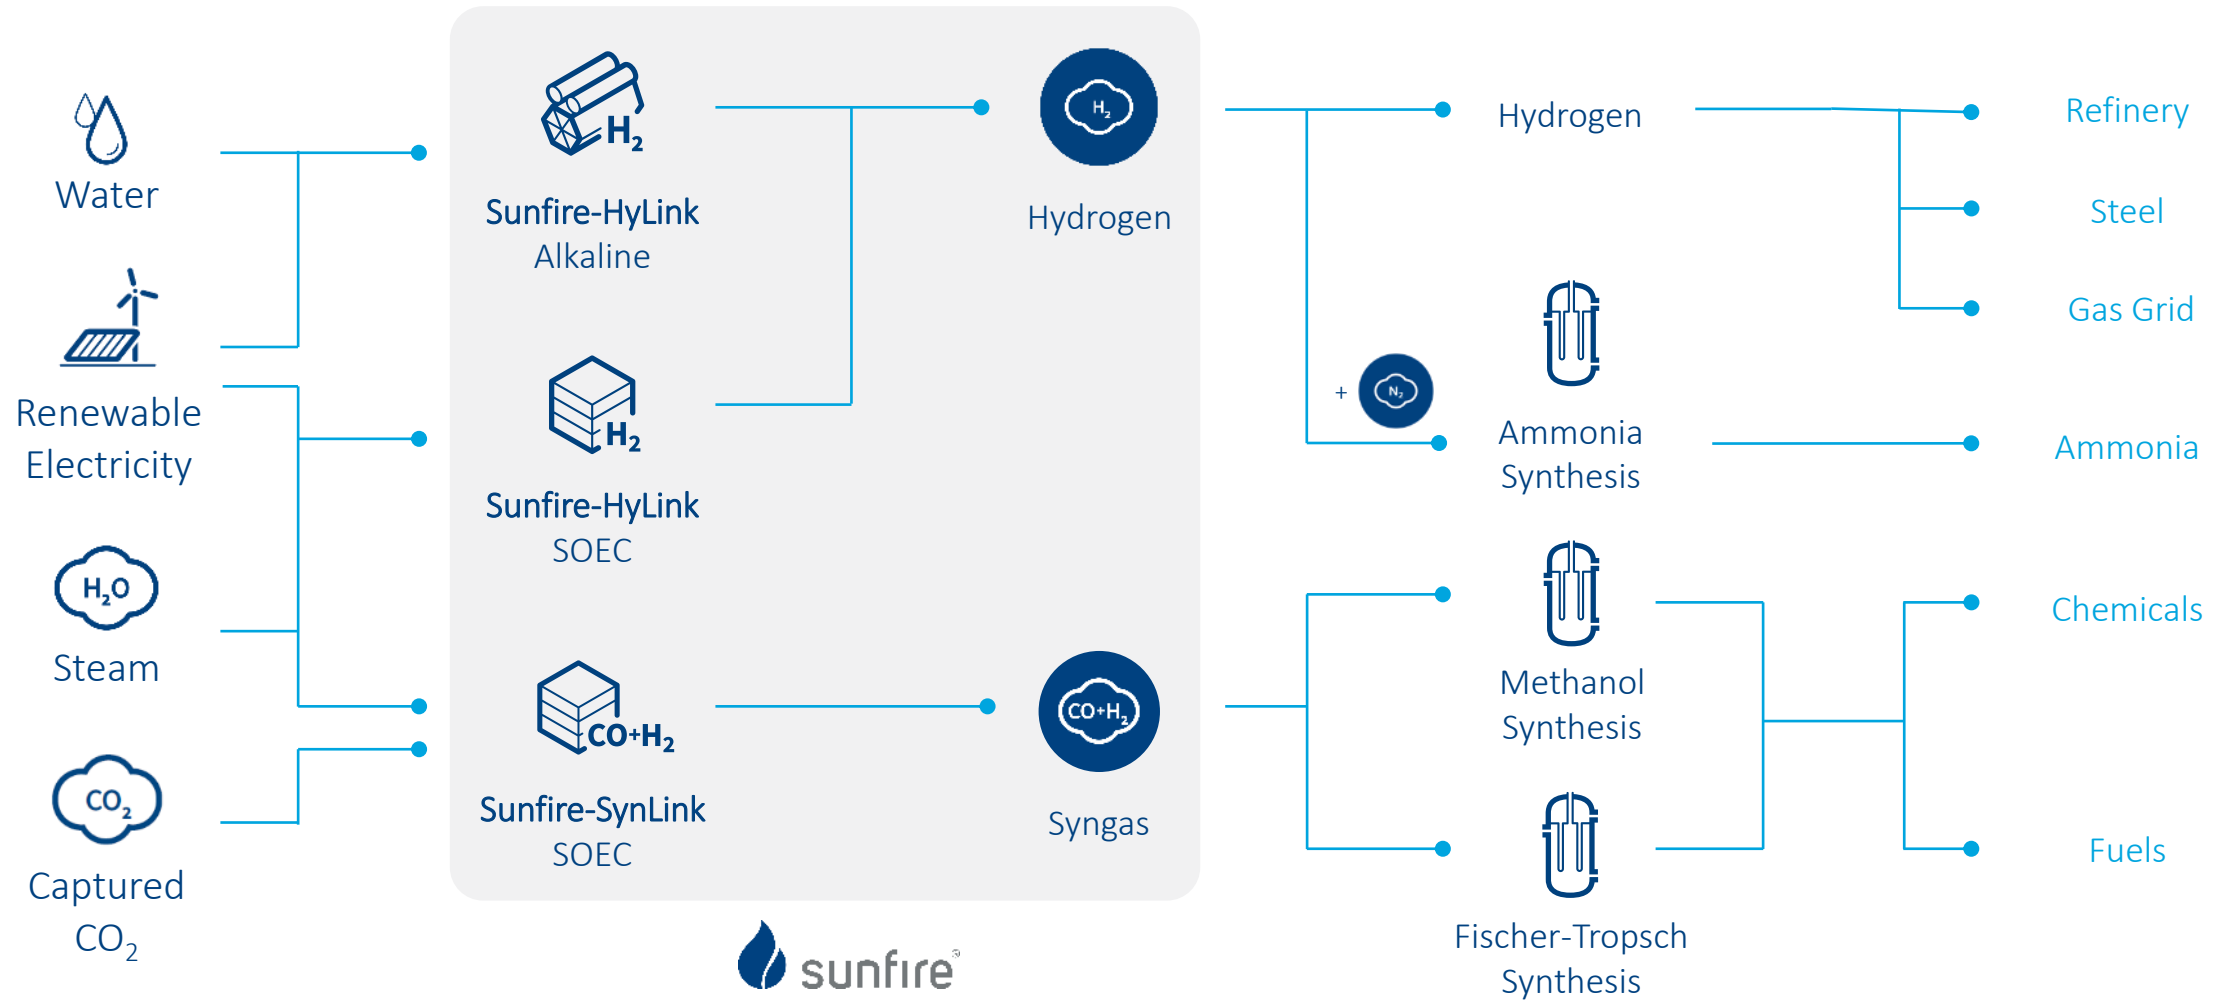 Water
Renewable
Electricity
H₂O
Steam
CO₂
Captured
CO₂
H₂
Sunfire-HyLink
Alkaline
H₂
Sunfire-HyLink
SOEC
CO+H₂
Sunfire-SynLink
SOEC
H₂
Hydrogen
CO+H₂
Syngas
sunfire
Hydrogen
+
N₂
Ammonia
Synthesis
Methanol
Synthesis
Fischer-Tropsch
Synthesis
Refinery
Steel
Gas Grid
Ammonia
Chemicals
Fuels